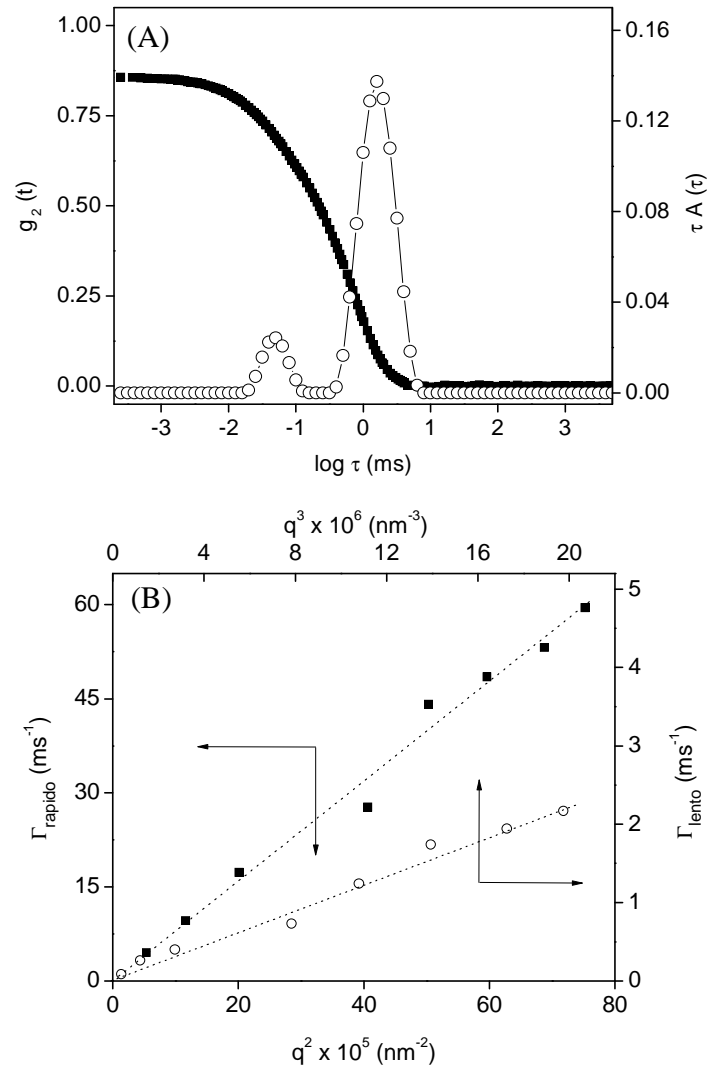 (A)
1.00
0.75
0.50
0.25
0.00
g₂(t)
0.16
0.12
0.08
0.04
0.00
τ A (τ)
-3 -2 -1 0 1 2 3
log τ (ms)
q³ x 10⁶ (nm⁻³)
0 4 8 12 16 20
(B)
60
45
30
15
0
Γrapido (ms⁻¹)
5
4
3
2
1
0
Γlento (ms⁻¹)
0 20 40 60 80
q² x 10⁵ (nm⁻²)